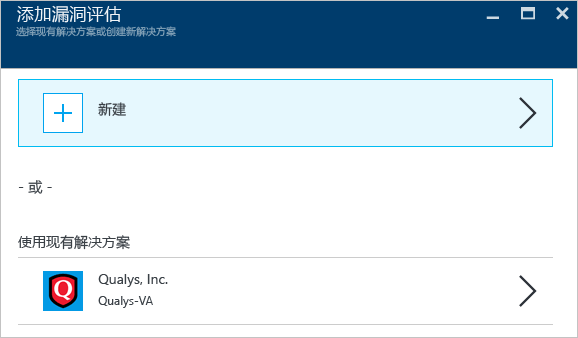 添加漏洞评估
选择现有解决方案或创建新解决方案
新建
- 或 -
使用现有解决方案
Q
Qualys, Inc.
Qualys-VA